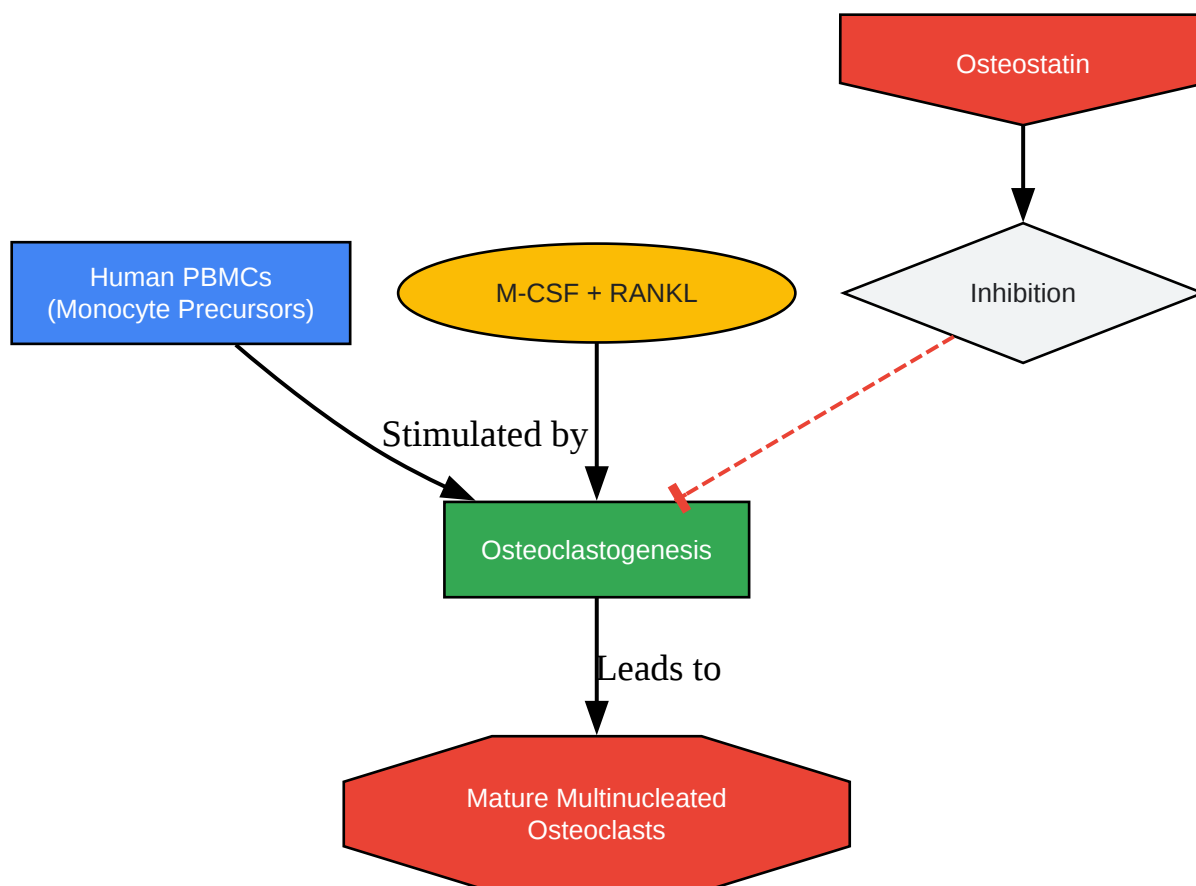 Osteostatin
Human PBMCs
(Monocyte Precursors)
M-CSF + RANKL
Inhibition
Stimulated by
Osteoclastogenesis
Leads to
Mature Multinucleated
Osteoclasts